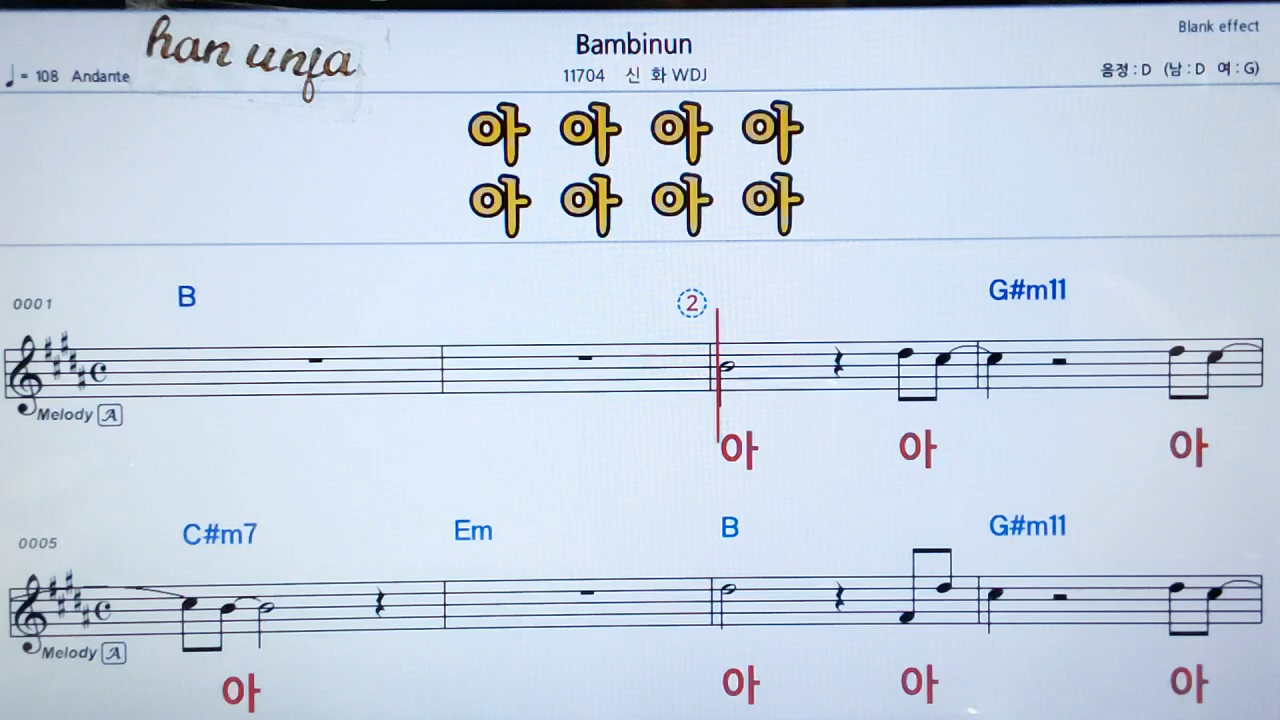 han unja
Bambinun
Blank effect
♩= 108 Andante
11704 신 화 WDJ
음정 : D (남 : D 여 : G)
아 아 아 아
아 아 아 아
0001 B 2 G#m11
Melody A
아 아 아
0005 C#m7 Em B G#m11
Melody A
아 아 아 아